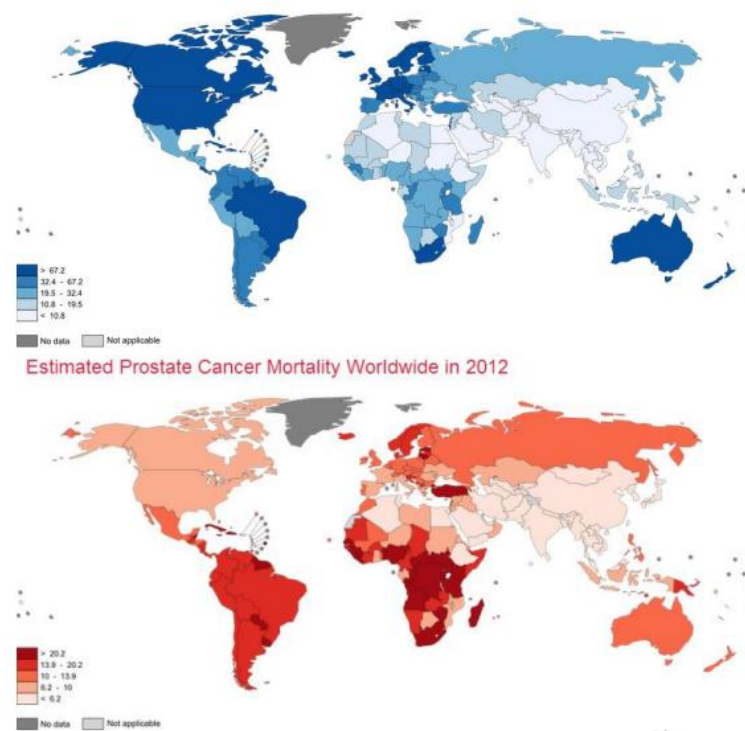 > 67.2
32.4 - 67.2
19.5 - 32.4
10.8 - 19.5
< 10.8
No data Not applicable
Estimated Prostate Cancer Mortality Worldwide in 2012
> 20.2
13.9 - 20.2
10 - 13.9
6.2 - 10
< 6.2
No data Not applicable